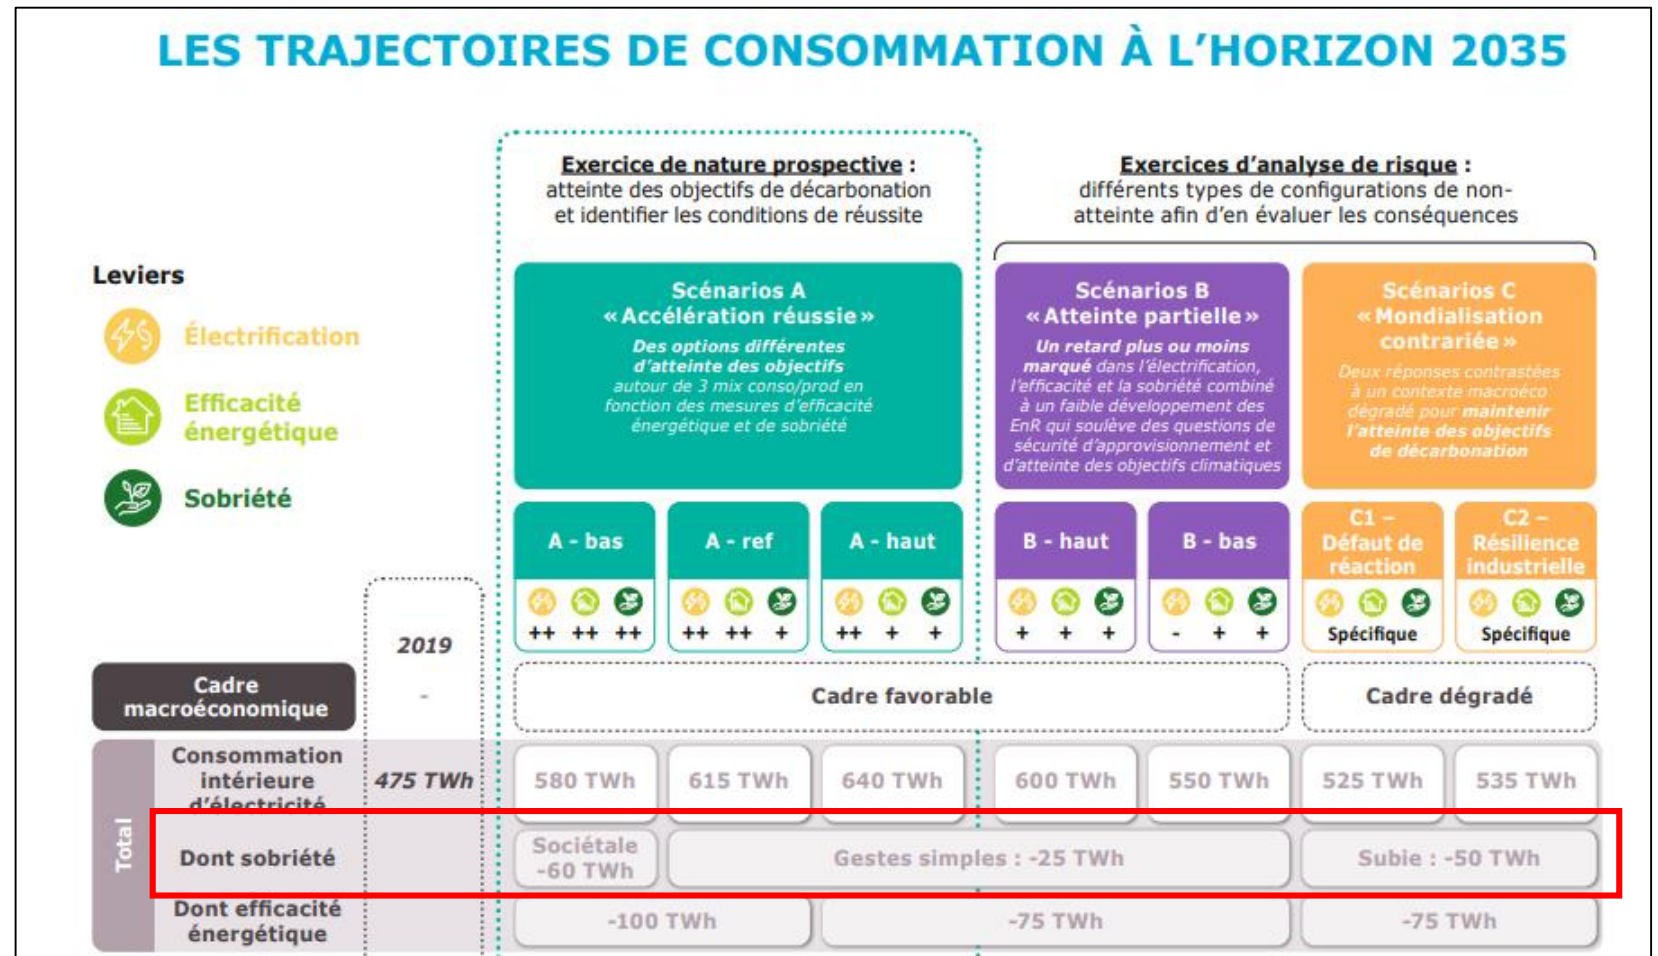 LES TRAJECTOIRES DE CONSOMMATION À L’HORIZON 2035
Exercice de nature prospective :
atteinte des objectifs de décarbonation
et identifier les conditions de réussite
Exercices d’analyse de risque :
différents types de configurations de non-
atteinte afin d’en évaluer les conséquences
Leviers
Électrification
Efficacité
énergétique
Sobriété
Scénarios A
«Accélération réussie»
Des options différentes
d’atteinte des objectifs
autour de 3 mix conso/prod en
fonction des mesures d’efficacité
énergétique et de sobriété
Scénarios B
«Atteinte partielle»
Un retard plus ou moins
marqué dans l’électrification,
l’efficacité et la sobriété combiné
à un faible développement des
EnR qui soulève des questions de
sécurité d’approvisionnement et
d’atteinte des objectifs climatiques
Scénarios C
«Mondialisation
contrariée»
Deux réponses contrastées
à un contexte macroéco
dégradé pour maintenir
l’atteinte des objectifs
de décarbonation
A - bas
A - ref
A - haut
B - haut
B - bas
C1 –
Défaut de
réaction
C2 –
Résilience
industrielle
++ ++ ++
++ ++ +
++ + +
+ + +
- + +
Spécifique
Spécifique
2019
Cadre
macroéconomique
-
Cadre favorable
Cadre dégradé
Total
Consommation
intérieure
d’électricité
475 TWh
580 TWh
615 TWh
640 TWh
600 TWh
550 TWh
525 TWh
535 TWh
Dont sobriété
Sociétale
-60 TWh
Gestes simples : -25 TWh
Subie : -50 TWh
Dont efficacité
énergétique
-100 TWh
-75 TWh
-75 TWh